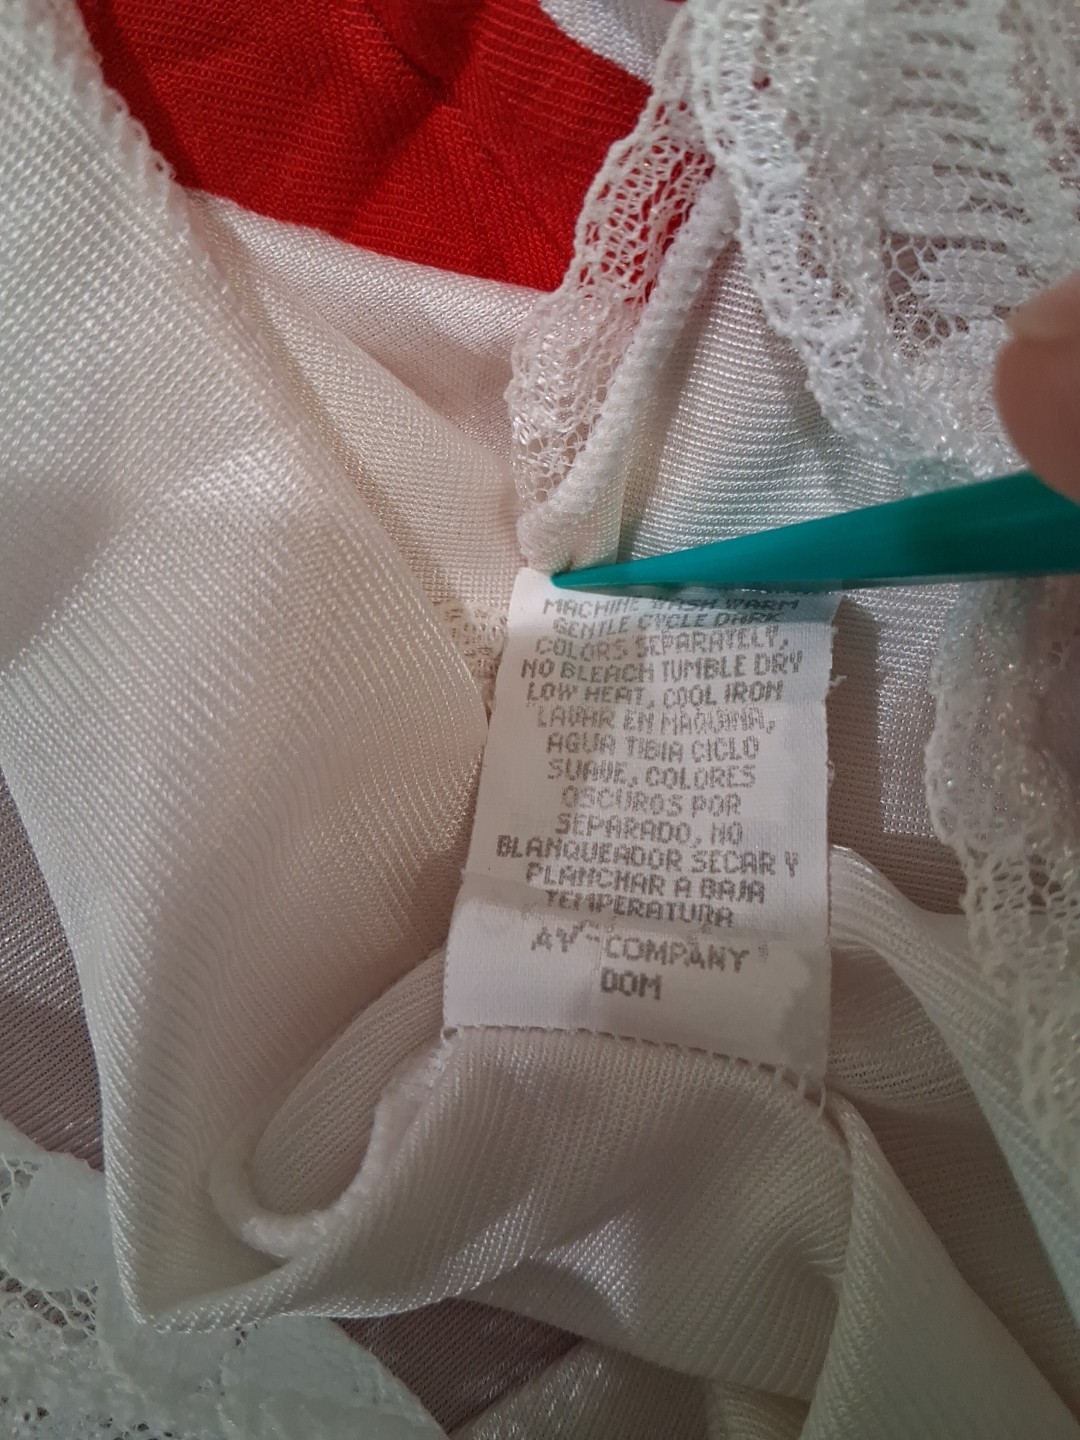 MACHINE WASH WARM
GENTLE CYCLE DARK
COLORS SEPARATELY,
NO BLEACH TUMBLE DRY
LOW HEAT, COOL IRON
LAVAR EN MAQUINA,
AGUA TIBIA CICLO
SUAVE, COLORES
OSCUROS POR
SEPARADO, NO
BLANQUEADOR SECAR Y
PLANCHAR A BAJA
TEMPERATURA
COMPANY
DOM